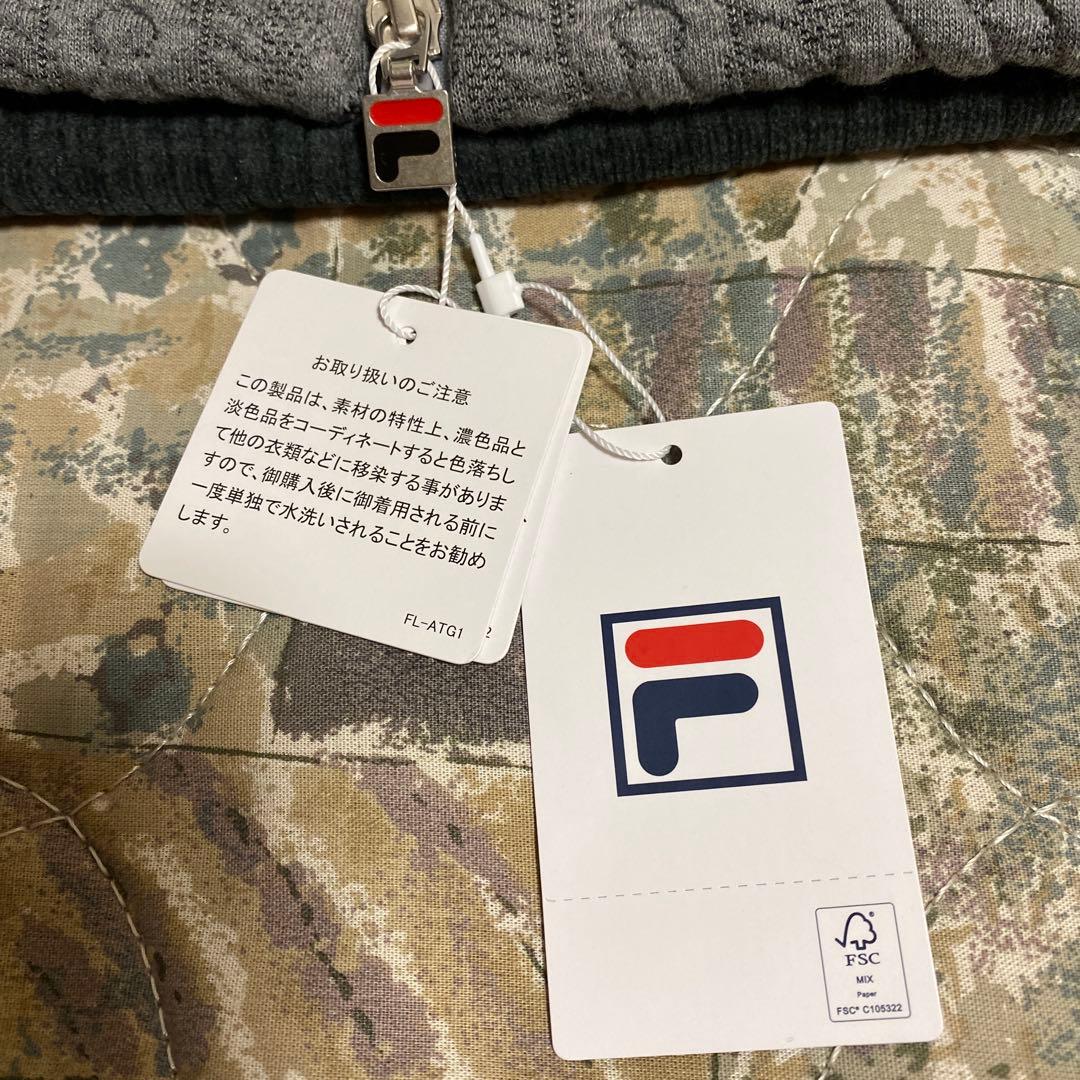 お取り扱いのご注意
この製品は、素材の特性上、濃色品と
淡色品をコーディネートすると色落ちし
て他の衣類などに移染する事がありま
すので、御購入後に御着用される前に
一度単独で水洗いされることをお勧め
します。
FL-ATG1
2
FSC
MIX
Paper
FSC® C105322